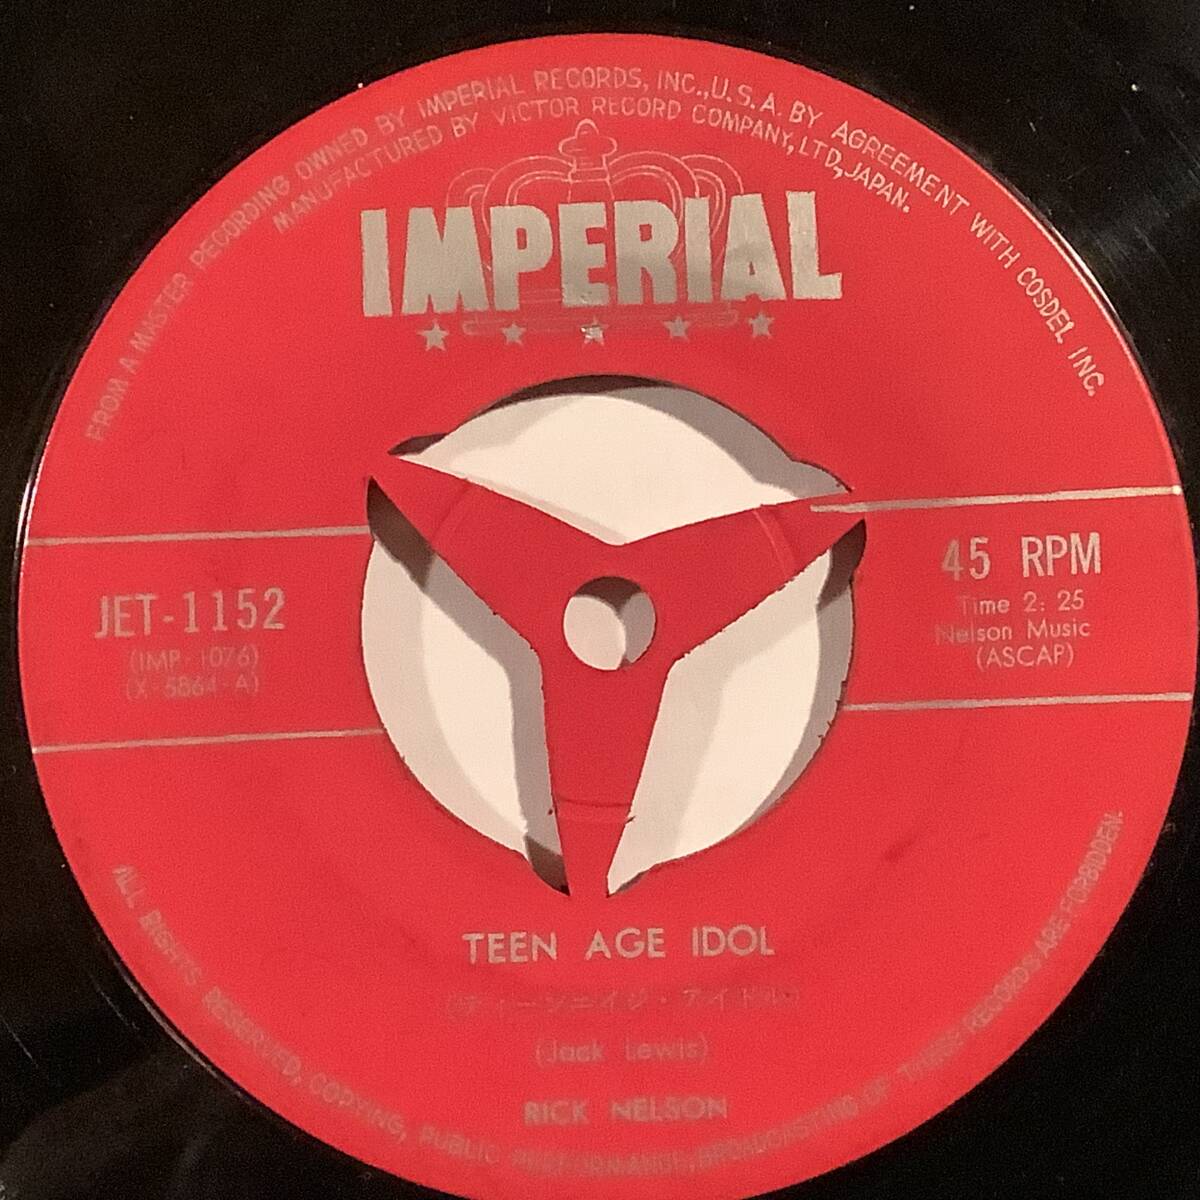 FROM A MASTER RECORDING OWNED BY IMPERIAL RECORDS, INC., U.S.A. BY AGREEMENT WITH COSDEL INC.
MANUFACTURED BY VICTOR RECORD COMPANY, LTD, JAPAN.
IMPERIAL
JET-1152
(IMP-1076)
(X-5864-A)
45 RPM
Time 2:25
Nelson Music
(ASCAP)
TEEN AGE IDOL
(ティーンエイジ・アイドル)
(Jack Lewis)
RICK NELSON
ALL RIGHTS RESERVED, COPYING, PUBLIC PERFORMANCE, BROADCASTING OF THESE RECORDS ARE FORBIDDEN.